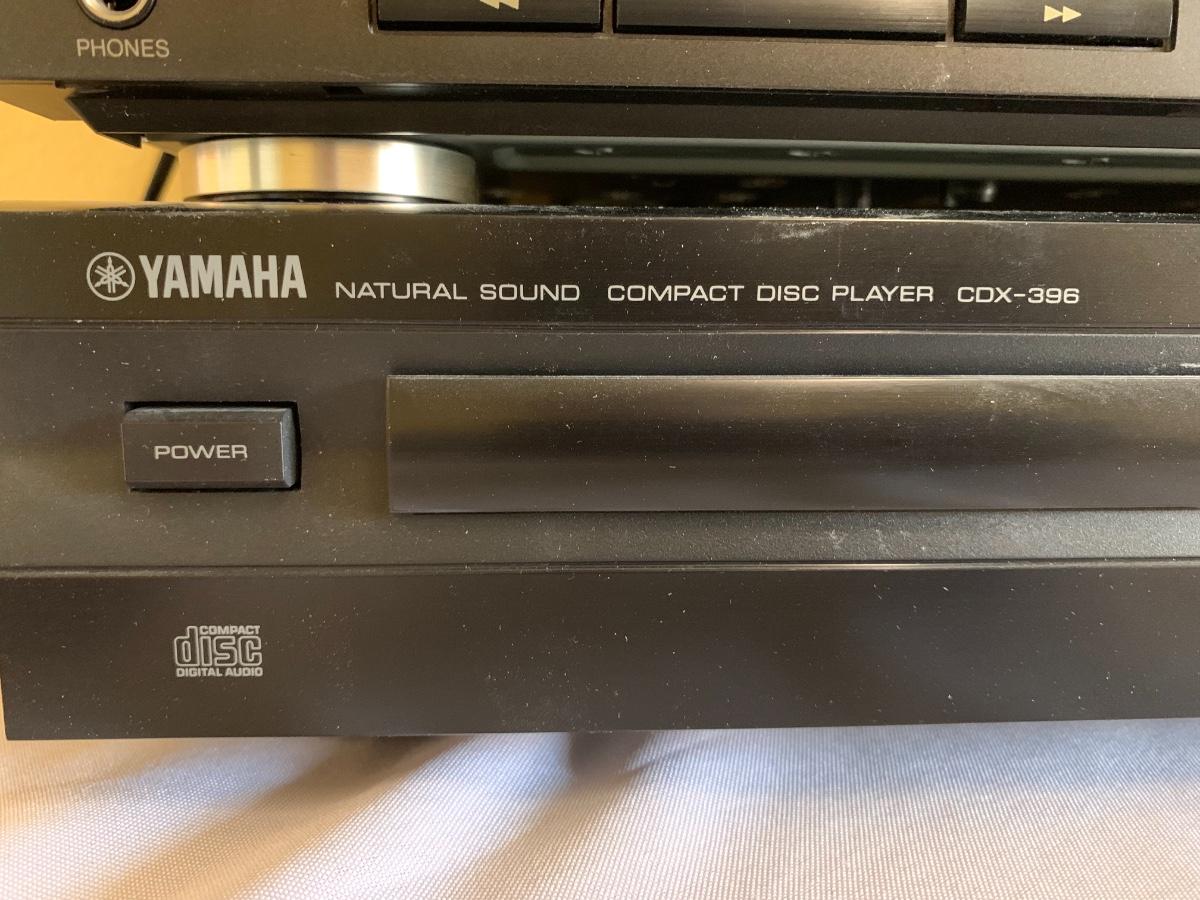 PHONES
YAMAHA NATURAL SOUND COMPACT DISC PLAYER CDX-396
POWER
COMPACT
disc
DIGITAL AUDIO